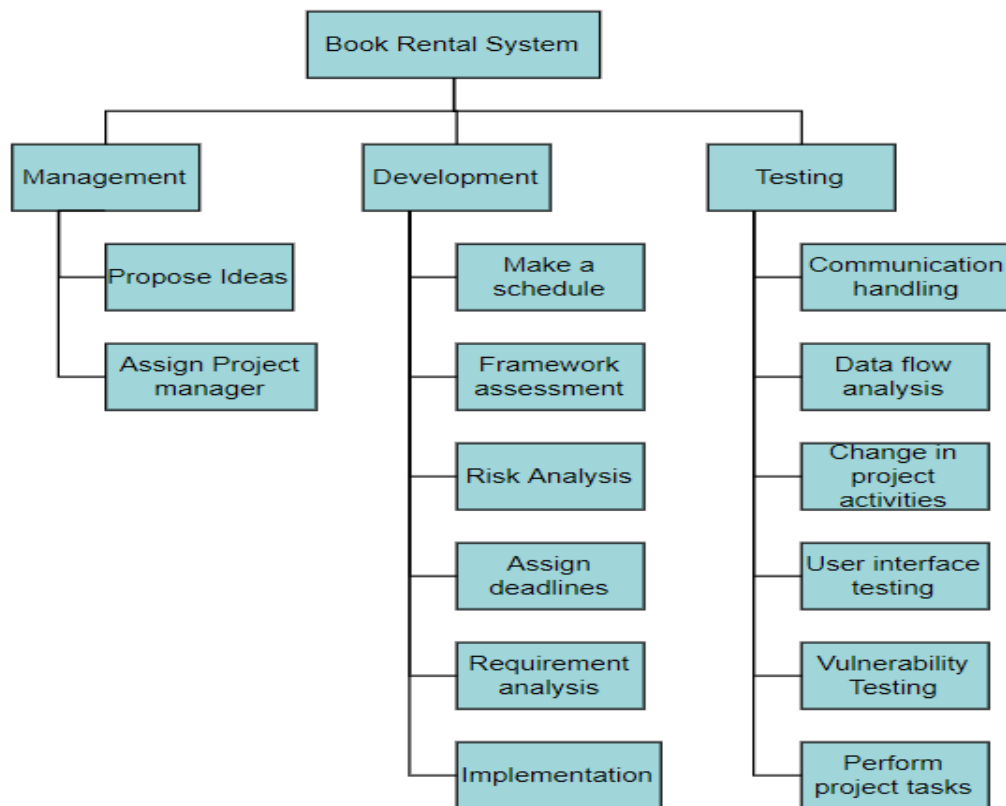 Book Rental System
Management
Development
Testing
Propose Ideas
Assign Project
manager
Make a
schedule
Framework
assessment
Risk Analysis
Assign
deadlines
Requirement
analysis
Implementation
Communication
handling
Data flow
analysis
Change in
project
activities
User interface
testing
Vulnerability
Testing
Perform
project tasks